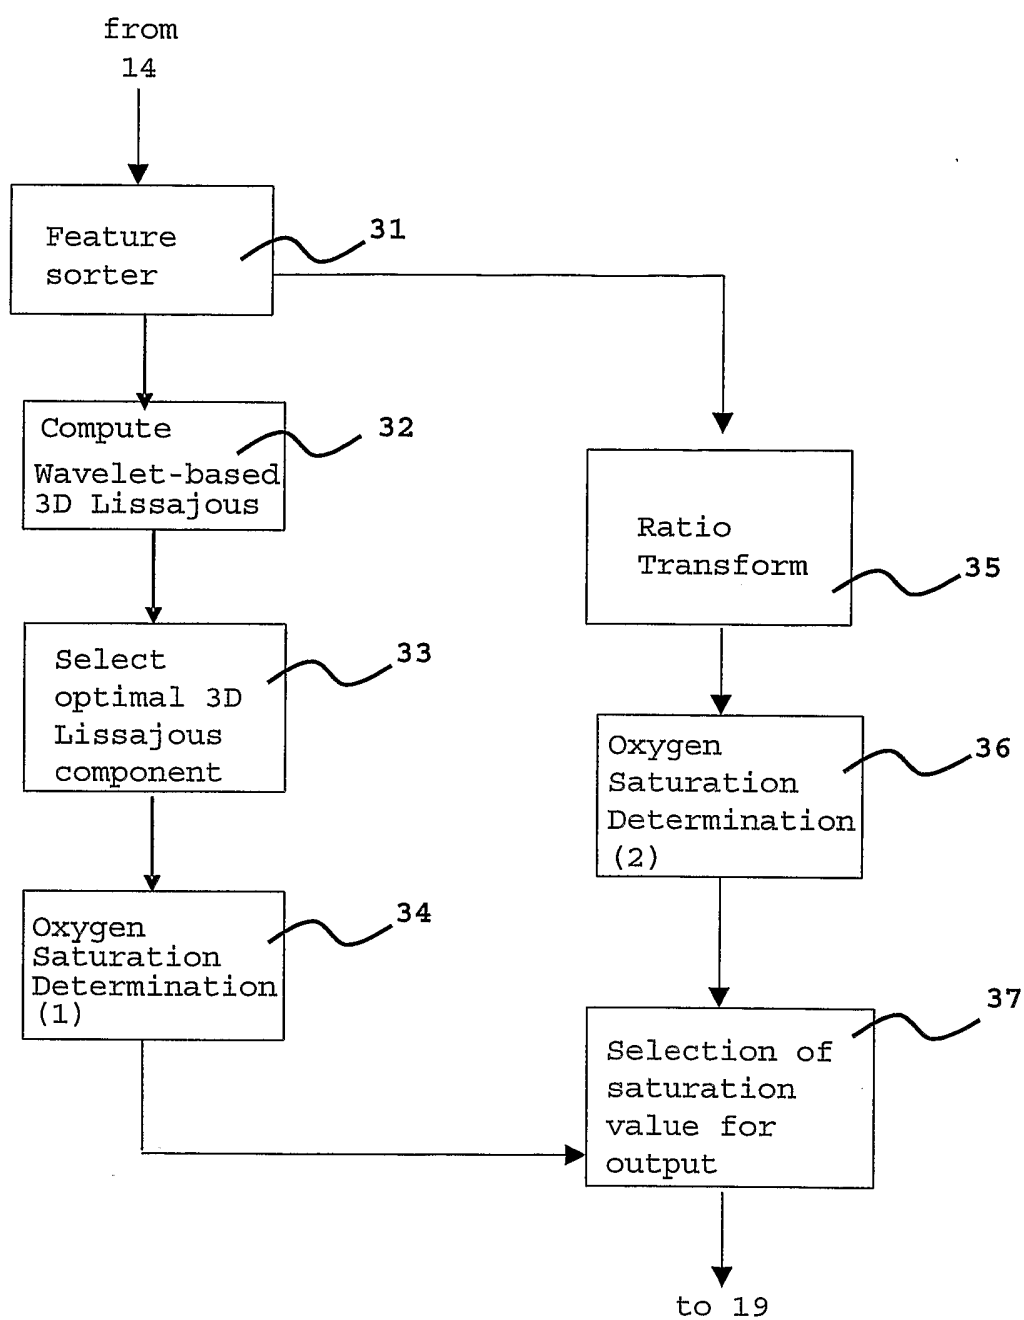 from
14
Feature
sorter
31
Compute
Wavelet-based
3D Lissajous
32
Select
optimal 3D
Lissajous
component
33
Oxygen
Saturation
Determination
(1)
34
Ratio
Transform
35
Oxygen
Saturation
Determination
(2)
36
Selection of
saturation
value for
output
37
to 19